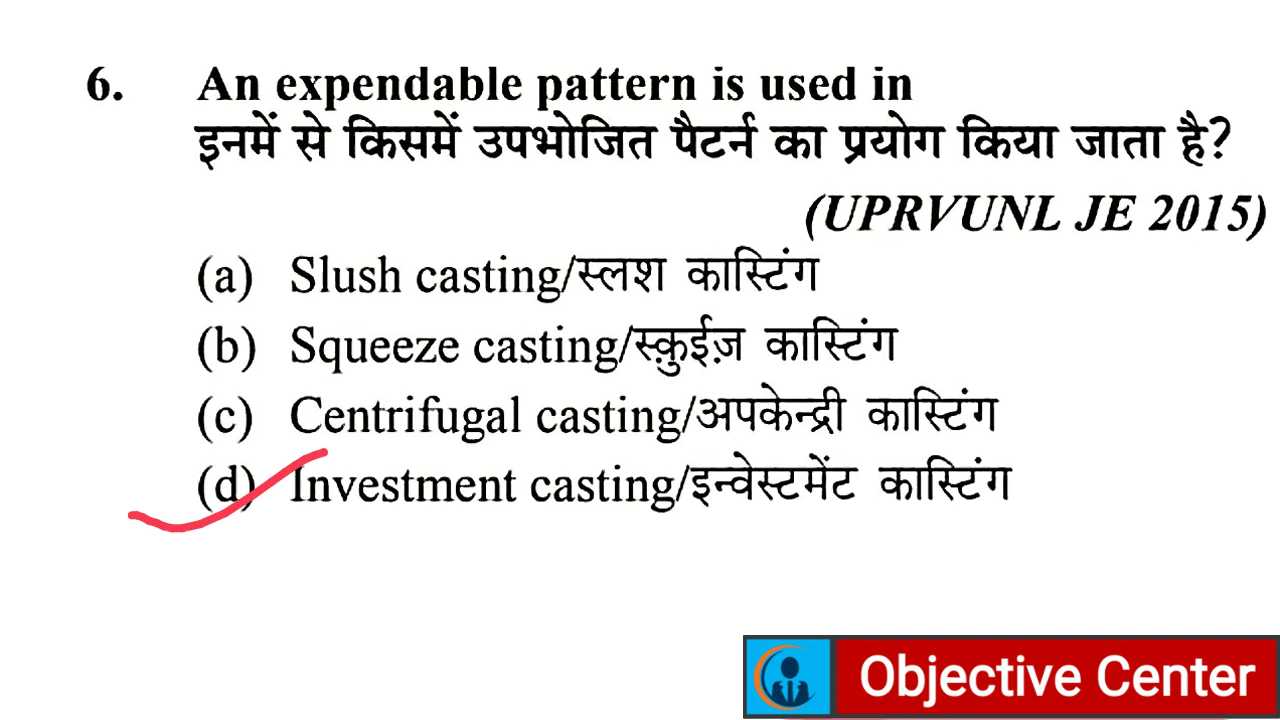 6. An expendable pattern is used in
इनमें से किसमें उपभोजित पैटर्न का प्रयोग किया जाता है?
(UPRVUNL JE 2015)
(a) Slush casting/स्लश कास्टिंग
(b) Squeeze casting/स्क़ुईज़ कास्टिंग
(c) Centrifugal casting/अपकेन्द्री कास्टिंग
(d) Investment casting/इन्वेस्टमेंट कास्टिंग
Objective Center